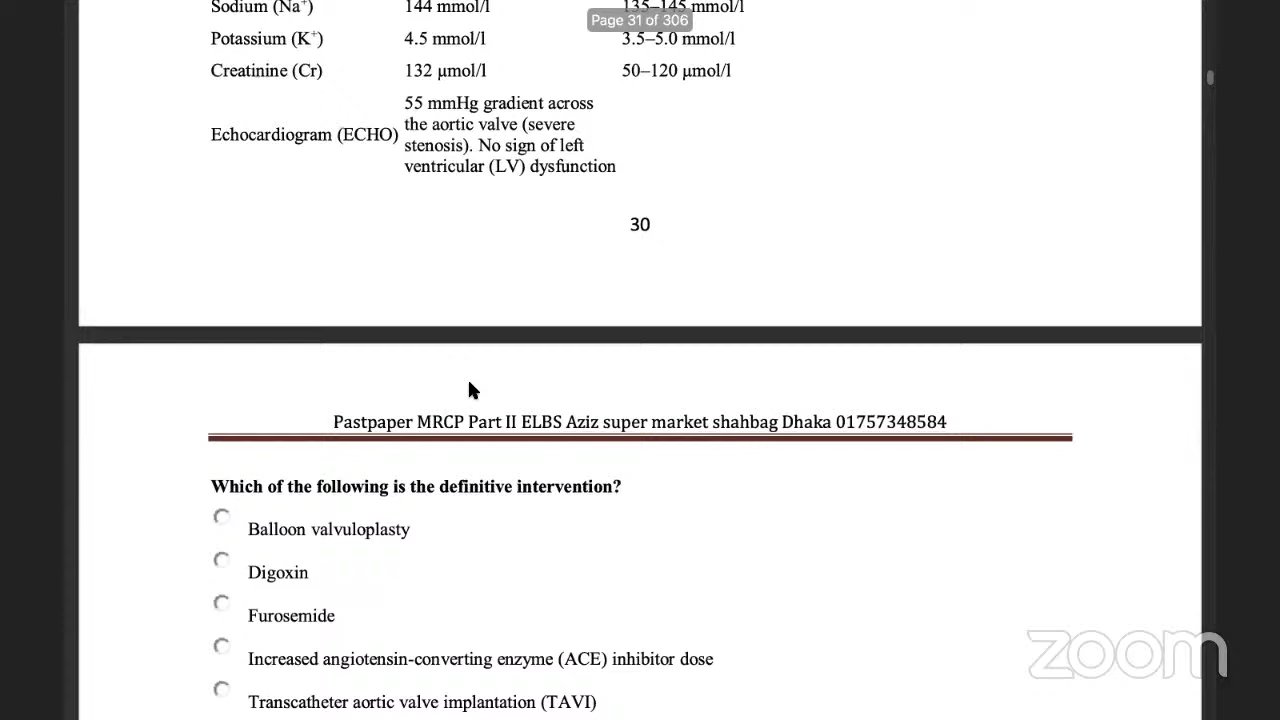 Sodium (Na⁺) 144 mmol/l 135–145 mmol/l
Page 31 of 306
Potassium (K⁺) 4.5 mmol/l 3.5–5.0 mmol/l
Creatinine (Cr) 132 µmol/l 50–120 µmol/l
55 mmHg gradient across
the aortic valve (severe
Echocardiogram (ECHO)
stenosis). No sign of left
ventricular (LV) dysfunction
30
Pastpaper MRCP Part II ELBS Aziz super market shahbag Dhaka 01757348584
Which of the following is the definitive intervention?
Balloon valvuloplasty
Digoxin
Furosemide
Increased angiotensin-converting enzyme (ACE) inhibitor dose
Transcatheter aortic valve implantation (TAVI)
zoom